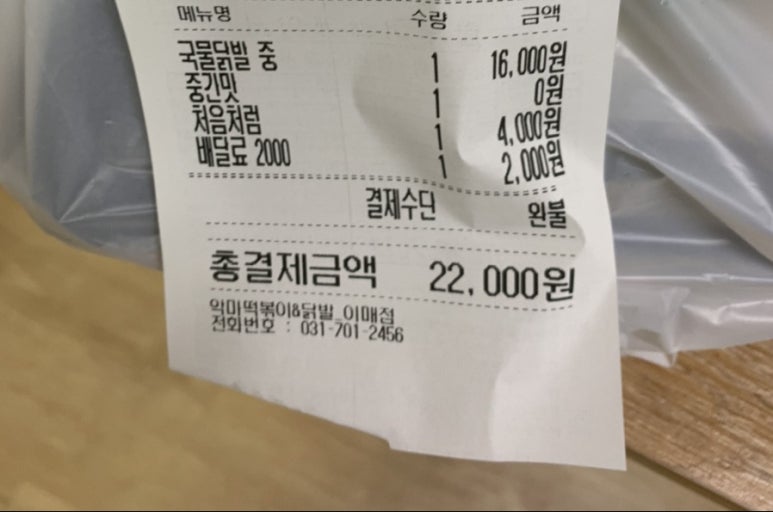 메뉴명 수량 금액
국물닭발 중 1 16,000원
중간맛 1 0원
처음처럼 1 4,000원
배달료 2000 1 2,000원
결제수단 완불
총결제금액 22,000원
악미떡볶이&닭발_이매점
전화번호 : 031-701-2456